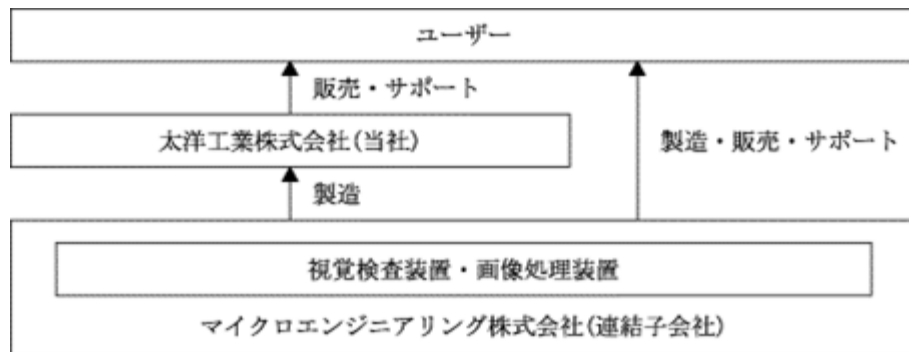 ユーザー
販売・サポート
太洋工業株式会社(当社)
製造・販売・サポート
製造
視覚検査装置・画像処理装置
マイクロエンジニアリング株式会社(連結子会社)